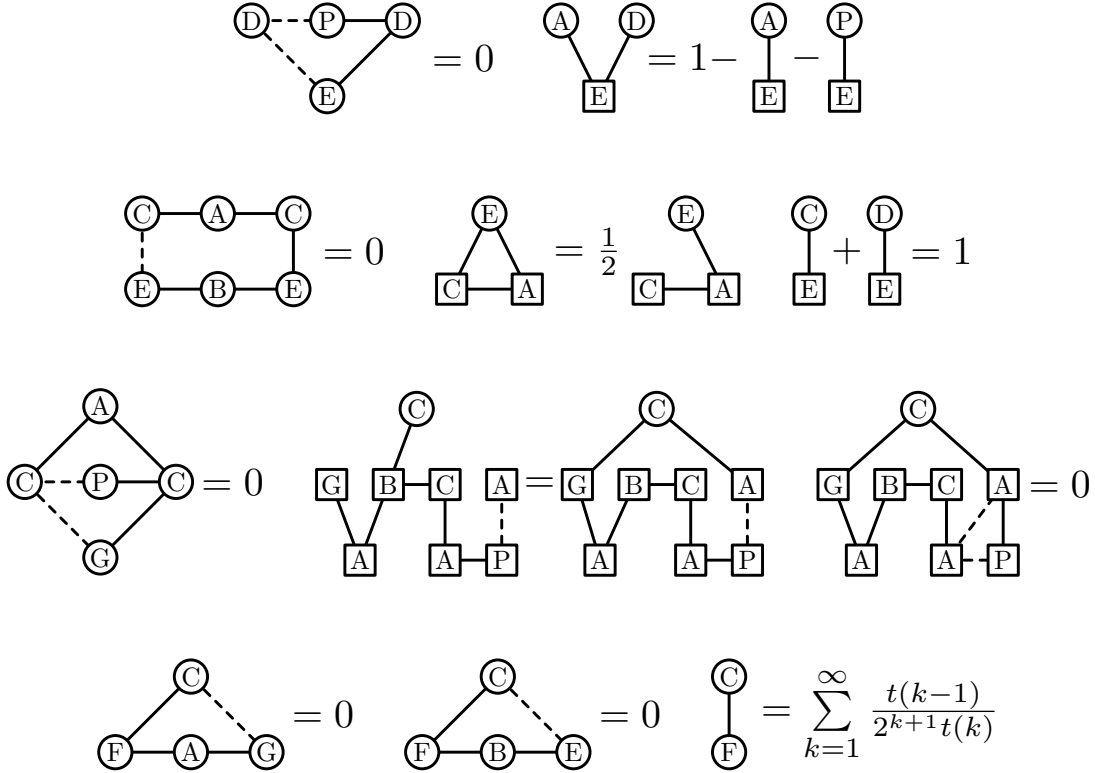 D P D E = 0 A D E = 1 − A E − P E
C A C E B E = 0 E C A = 1/2 E C A C E + D E = 1
A C P C G = 0 C G B C A A A P = C G B C A A A P C G B C A A A P = 0
C F A G = 0 C F B E = 0 C F = ∑_{k=1}^{∞} t(k−1) / 2^{k+1} t(k)